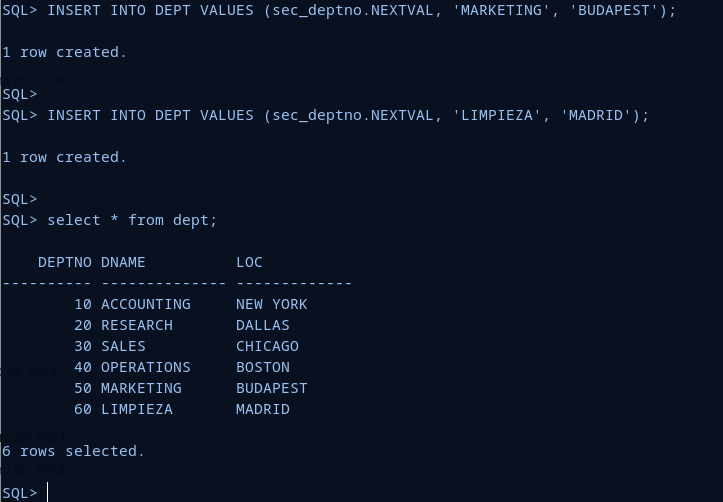 SQL> INSERT INTO DEPT VALUES (sec_deptno.NEXTVAL, 'MARKETING', 'BUDAPEST');
1 row created.
SQL>
SQL> INSERT INTO DEPT VALUES (sec_deptno.NEXTVAL, 'LIMPIEZA', 'MADRID');
1 row created.
SQL>
SQL> select * from dept;
    DEPTNO DNAME          LOC
---------- -------------- -------------
        10 ACCOUNTING     NEW YORK
        20 RESEARCH       DALLAS
        30 SALES          CHICAGO
        40 OPERATIONS     BOSTON
        50 MARKETING      BUDAPEST
        60 LIMPIEZA       MADRID
6 rows selected.
SQL>